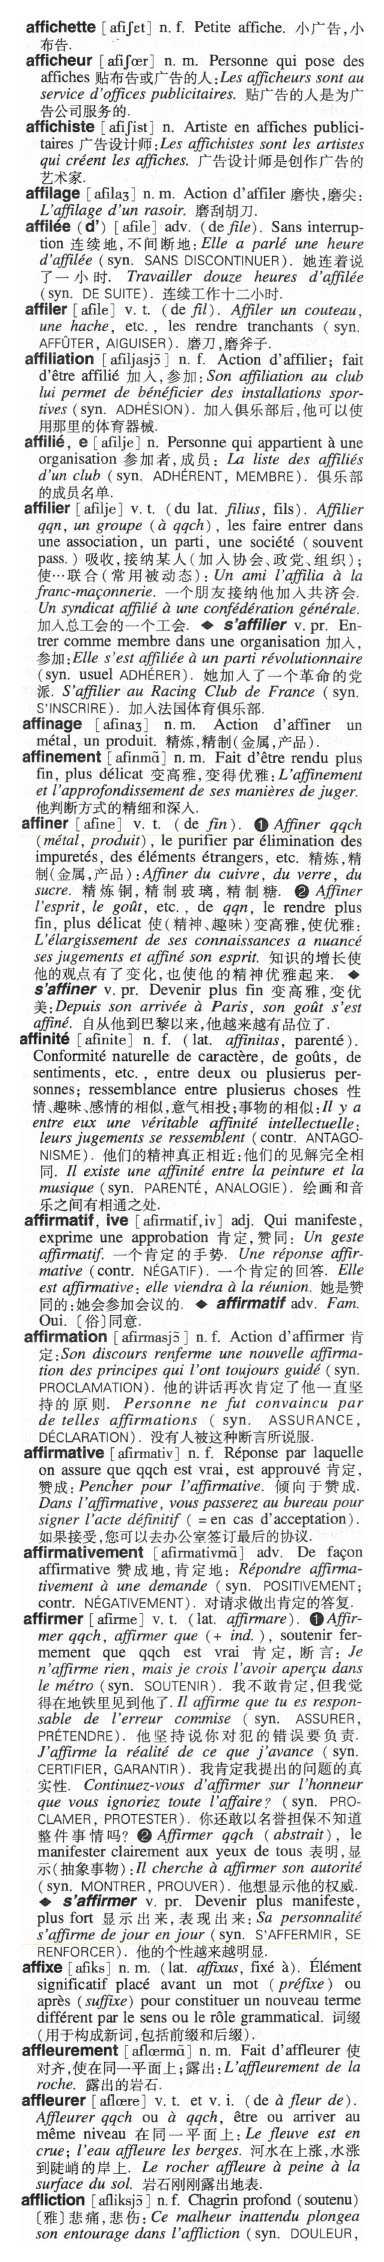 affichette [afiʃɛt] n. f. Petite affiche. 小广告,小
布告.
afficheur [afiʃœr] n. m. Personne qui pose des
affiches 贴布告或广告的人:Les afficheurs sont au
service d'offices publicitaires. 贴广告的人是为广
告公司服务的.
affichiste [afiʃist] n. Artiste en affiches publici-
taires 广告设计师:Les affichistes sont les artistes
qui créent les affiches. 广告设计师是创作广告的
艺术家.
affilage [afilaʒ] n. m. Action d'affiler 磨快,磨尖:
L'affilage d'un rasoir. 磨刮胡刀.
affilée (d') [afile] adv. (de file). Sans interrup-
tion 连续地,不间断地:Elle a parlé une heure
d'affilée (syn. SANS DISCONTINUER). 她连着说
了一小时. Travailler douze heures d'affilée
(syn. DE SUITE). 连续工作十二小时.
affiler [afile] v. t. (de fil). Affiler un couteau,
une hache, etc., les rendre tranchants (syn.
AFFÛTER, AIGUISER). 磨刀,磨斧子.
affiliation [afiljasjɔ̃] n. f. Action d'affilier; fait
d'être affilié 加入,参加:Son affiliation au club
lui permet de bénéficier des installations spor-
tives (syn. ADHÉSION). 加入俱乐部后,他可以使
用那里的体育器械.
affilié, e [afilje] n. Personne qui appartient à une
organisation 参加者,成员: La liste des affiliés
d'un club (syn. ADHÉRENT, MEMBRE). 俱乐部
的成员名单.
affilier [afilje] v. t. (du lat. filius, fils). Affilier
qqn, un groupe (à qqch), les faire entrer dans
une association, un parti, une société (souvent
pass.) 吸收,接纳某人(加入协会、政党、组织);
使…联合(常用被动态): Un ami l'affilia à la
franc-maçonnerie. 一个朋友接纳他加入共济会.
Un syndicat affilié à une confédération générale.
加入总工会的一个工会. ◆ s'affilier v. pr. En-
trer comme membre dans une organisation 加入,
参加:Elle s'est affiliée à un parti révolutionnaire
(syn. usuel ADHÉRER). 她加入了一个革命的党
派. S'affilier au Racing Club de France (syn.
S'INSCRIRE). 加入法国体育俱乐部.
affinage [afinaʒ] n. m. Action d'affiner un
métal, un produit. 精炼,精制(金属,产品).
affinement [afinmɑ̃] n. m. Fait d'être rendu plus
fin, plus délicat 变高雅,变得优雅:L'affinement
et l'approfondissement de ses manières de juger.
他判断方式的精细和深入.
affiner [afine] v. t. (de fin). ❶ Affiner qqch
(métal, produit), le purifier par élimination des
impuretés, des éléments étrangers, etc. 精炼,精
制(金属,产品):Affiner du cuivre, du verre, du
sucre. 精炼铜,精制玻璃,精制糖. ❷ Affiner
l'esprit, le goût, etc., de qqn, le rendre plus
fin, plus délicat 使(精神、趣味)变高雅,使优雅:
L'élargissement de ses connaissances a nuancé
ses jugements et affiné son esprit. 知识的增长使
他的观点有了变化,也使他的精神优雅起来. ◆
s'affiner v. pr. Devenir plus fin 变高雅,变优
美:Depuis son arrivée à Paris, son goût s'est
affiné. 自从他到巴黎以来,他越来越有品位了.
affinité [afinite] n. f. (lat. affinitas, parenté).
Conformité naturelle de caractère, de goûts, de
sentiments, etc., entre deux ou plusierus per-
sonnes; ressemblance entre plusierus choses 性
情、趣味、感情的相似,意气相投;事物的相似:Il y a
entre eux une véritable affinité intellectuelle:
leurs jugements se ressemblent (contr. ANTAGO-
NISME). 他们的精神真正相近:他们的见解完全相
同. Il existe une affinité entre la peinture et la
musique (syn. PARENTÉ, ANALOGIE). 绘画和音
乐之间有相通之处.
affirmatif, ive [afirmatif,iv] adj. Qui manifeste,
exprime une approbation 肯定,赞同: Un geste
affirmatif. 一个肯定的手势. Une réponse affir-
mative (contr. NÉGATIF). 一个肯定的回答. Elle
est affirmative: elle viendra à la réunion. 她是赞
同的:她会参加会议的. ◆ affirmatif adv. Fam.
Oui. [俗]同意.
affirmation [afirmasjɔ̃] n. f. Action d'affirmer 肯
定:Son discours renferme une nouvelle affirma-
tion des principes qui l'ont toujours guidé (syn.
PROCLAMATION). 他的讲话再次肯定了他一直坚
持的原则. Personne ne fut convaincu par
de telles affirmations (syn. ASSURANCE,
DÉCLARATION). 没有人被这种断言所说服.
affirmative [afirmativ] n. f. Réponse par laquelle
on assure que qqch est vrai, est approuvé 肯定,
赞成: Pencher pour l'affirmative. 倾向于赞成.
Dans l'affirmative, vous passerez au bureau pour
signer l'acte définitif (=en cas d'acceptation).
如果接受,您可以去办公室签订最后的协议.
affirmativement [afirmativmɑ̃] adv. De façon
affirmative 赞成地,肯定地: Répondre affirma-
tivement à une demande (syn. POSITIVEMENT;
contr. NÉGATIVEMENT). 对请求做出肯定的答复.
affirmer [afirme] v. t. (lat. affirmare). ❶Affir-
mer qqch, affirmer que (+ ind.), soutenir fer-
mement que qqch est vrai 肯定,断言: Je
n'affirme rien, mais je crois l'avoir aperçu dans
le métro (syn. SOUTENIR). 我不敢肯定,但我觉
得在地铁里见到他了. Il affirme que tu es respon-
sable de l'erreur commise (syn. ASSURER,
PRÉTENDRE). 他坚持说你对犯的错误要负责.
J'affirme la réalité de ce que j'avance (syn.
CERTIFIER, GARANTIR). 我肯定我提出的问题的真
实性. Continuez-vous d'affirmer sur l'honneur
que vous ignoriez toute l'affaire? (syn. PRO-
CLAMER, PROTESTER). 你还敢以名誉担保不知道
整件事情吗? ❷ Affirmer qqch (abstrait), le
manifester clairement aux yeux de tous 表明,显
示(抽象事物):Il cherche à affirmer son autorité
(syn. MONTRER, PROUVER). 他想显示他的权威.
◆ s'affirmer v. pr. Devenir plus manifeste,
plus fort 显示出来,表现出来: Sa personnalité
s'affirme de jour en jour (syn. S'AFFERMIR, SE
RENFORCER). 他的个性越来越明显.
affixe [afiks] n. m. (lat. affixus, fixé à). Élément
significatif placé avant un mot (préfixe) ou
après (suffixe) pour constituer un nouveau terme
différent par le sens ou le rôle grammatical. 词缀
(用于构成新词,包括前缀和后缀).
affleurement [aflœrmɑ̃] n. m. Fait d'affleurer 使
对齐,使在同一平面上;露出:L'affleurement de la
roche. 露出的岩石.
affleurer [aflœre] v. t. et v. i. (de à fleur de).
Affleurer qqch ou à qqch, être ou arriver au
même niveau 在同一平面上: Le fleuve est en
crue; l'eau affleure les berges. 河水在上涨,水涨
到陡峭的岸上. Le rocher affleure à peine à la
surface du sol. 岩石刚刚露出地表.
affliction [afliksjɔ̃] n. f. Chagrin profond (soutenu)
[雅]悲痛,悲伤: Ce malheur inattendu plongea
son entourage dans l'affliction (syn. DOULEUR,